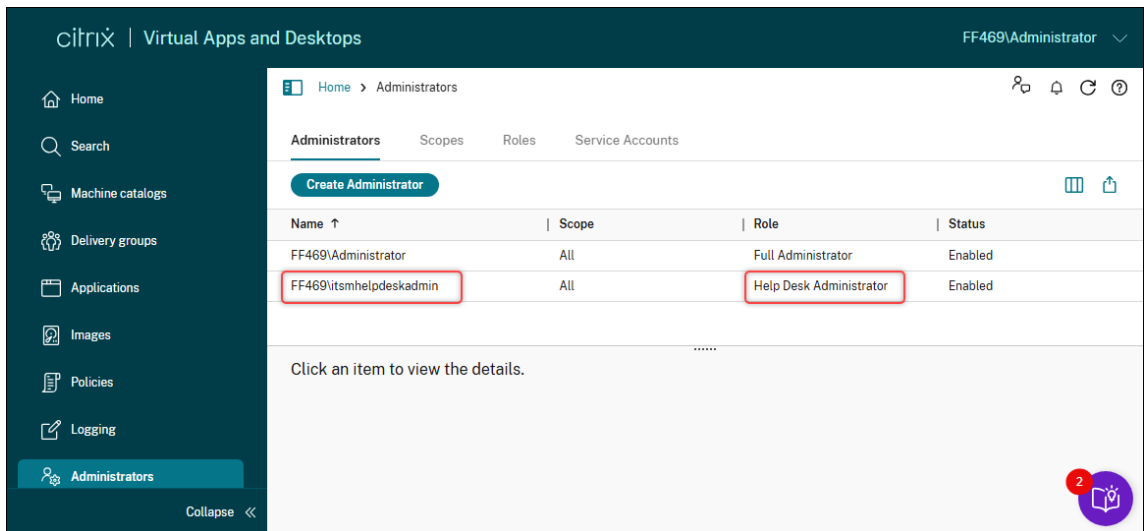 citrix | Virtual Apps and Desktops
FF469\Administrator
Home
Search
Machine catalogs
Delivery groups
Applications
Images
Policies
Logging
Administrators
Collapse
Home > Administrators
Administrators Scopes Roles Service Accounts
Create Administrator
Name ↑ | Scope | Role | Status
FF469\Administrator All Full Administrator Enabled
FF469\itsmhelpdeskadmin All Help Desk Administrator Enabled
Click an item to view the details.
2